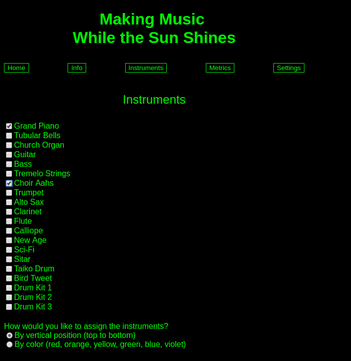 Making Music
While the Sun Shines
Home Info Instruments Metrics Settings
Instruments
Grand Piano
Tubular Bells
Church Organ
Guitar
Bass
Tremelo Strings
Choir Aahs
Trumpet
Alto Sax
Clarinet
Flute
Calliope
New Age
Sci-Fi
Sitar
Taiko Drum
Bird Tweet
Drum Kit 1
Drum Kit 2
Drum Kit 3
How would you like to assign the instruments?
By vertical position (top to bottom)
By color (red, orange, yellow, green, blue, violet)